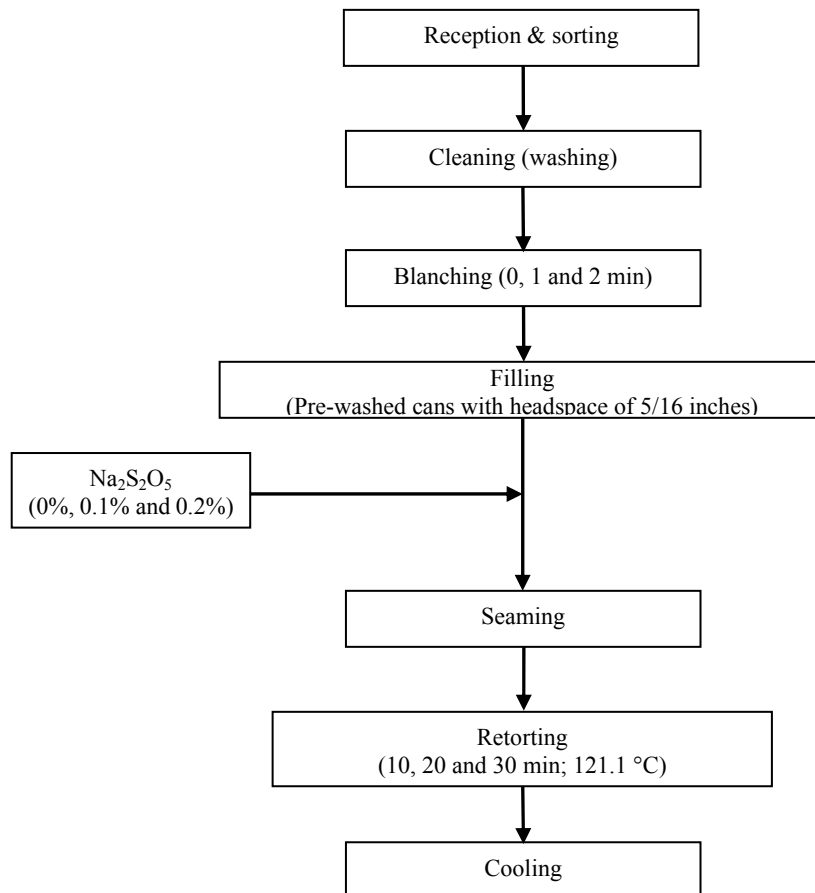 Reception & sorting
Cleaning (washing)
Blanching (0, 1 and 2 min)
Filling
(Pre-washed cans with headspace of 5/16 inches)
Na₂S₂O₅
(0%, 0.1% and 0.2%)
Seaming
Retorting
(10, 20 and 30 min; 121.1 °C)
Cooling